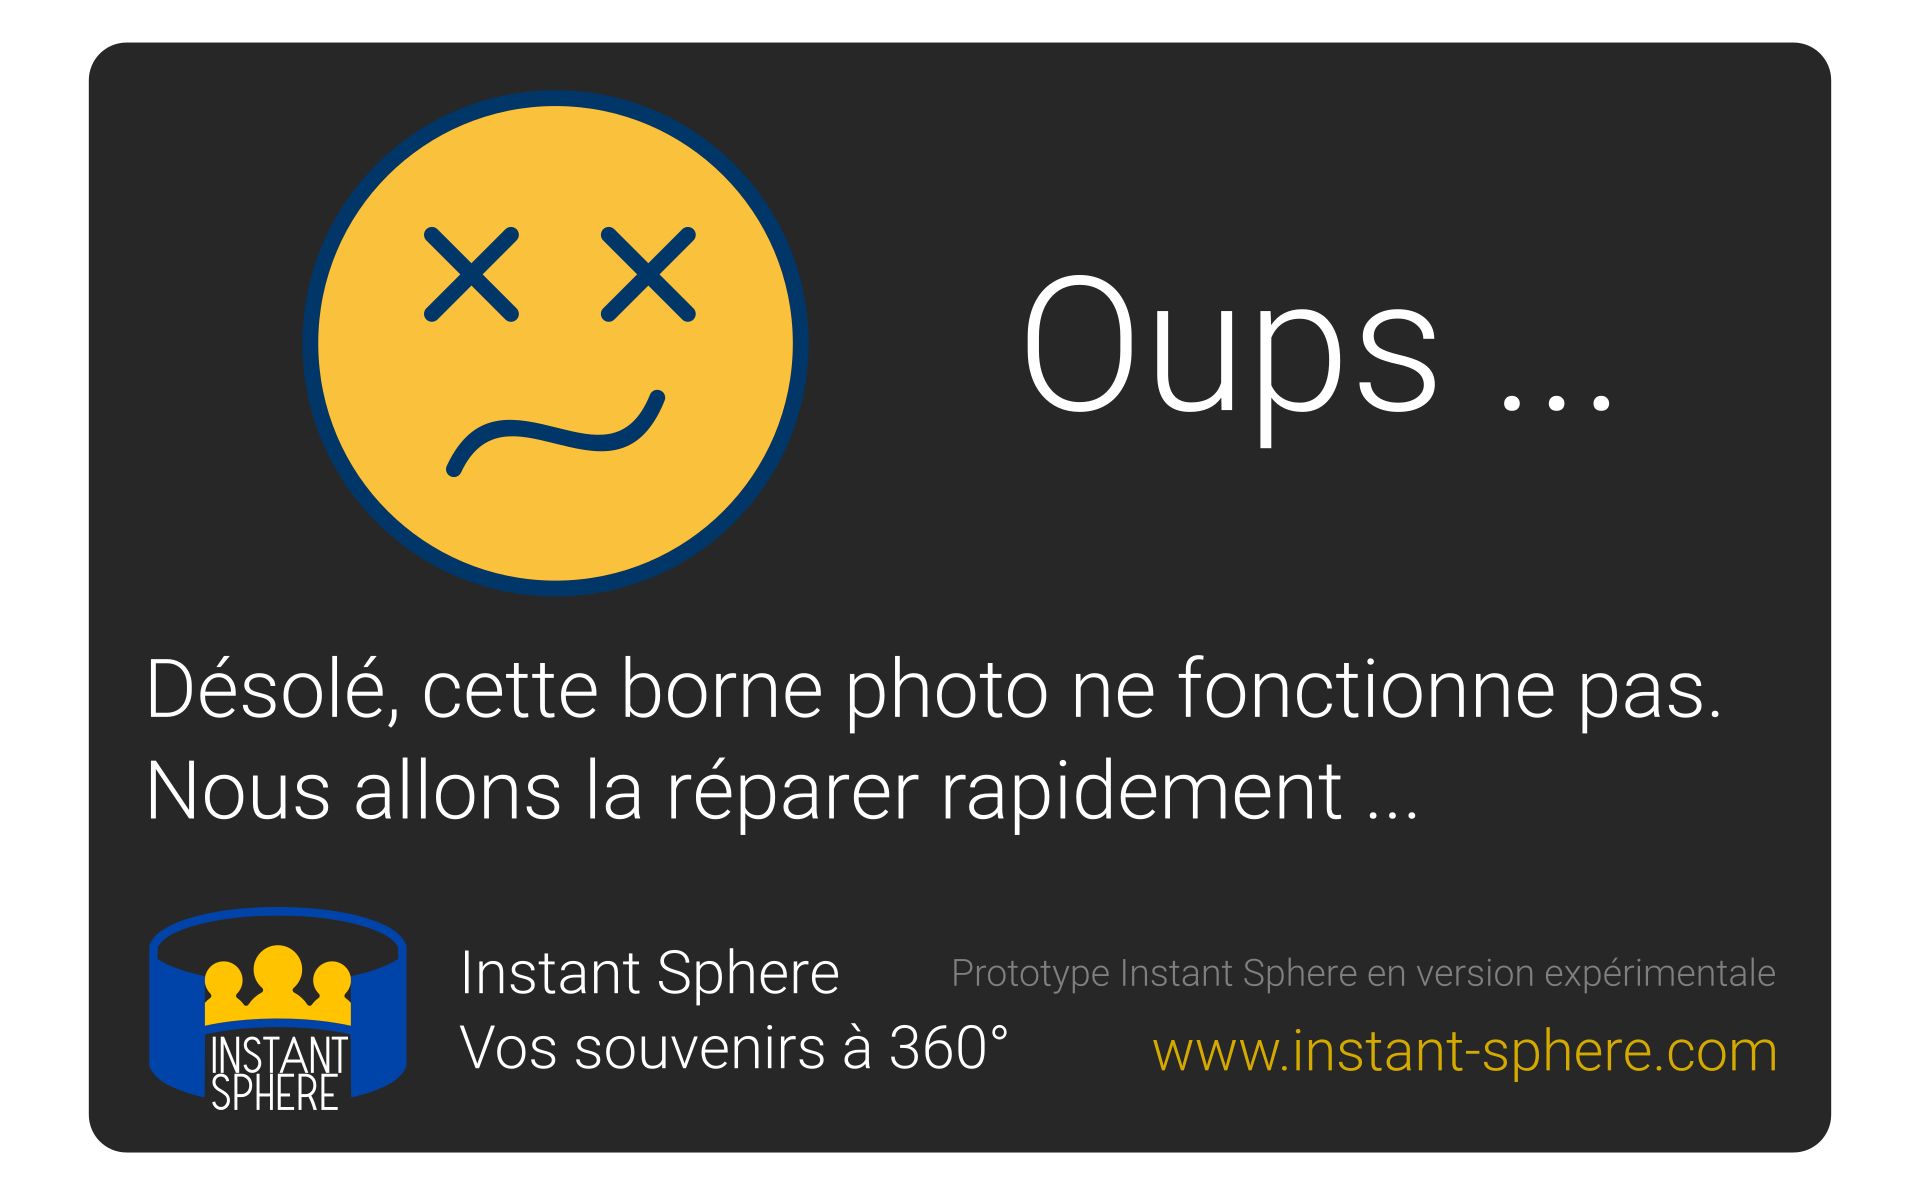 Oups ...
Désolé, cette borne photo ne fonctionne pas.
Nous allons la réparer rapidement ...
INSTANT
SPHERE
Instant Sphere
Vos souvenirs à 360°
Prototype Instant Sphere en version expérimentale
www.instant-sphere.com